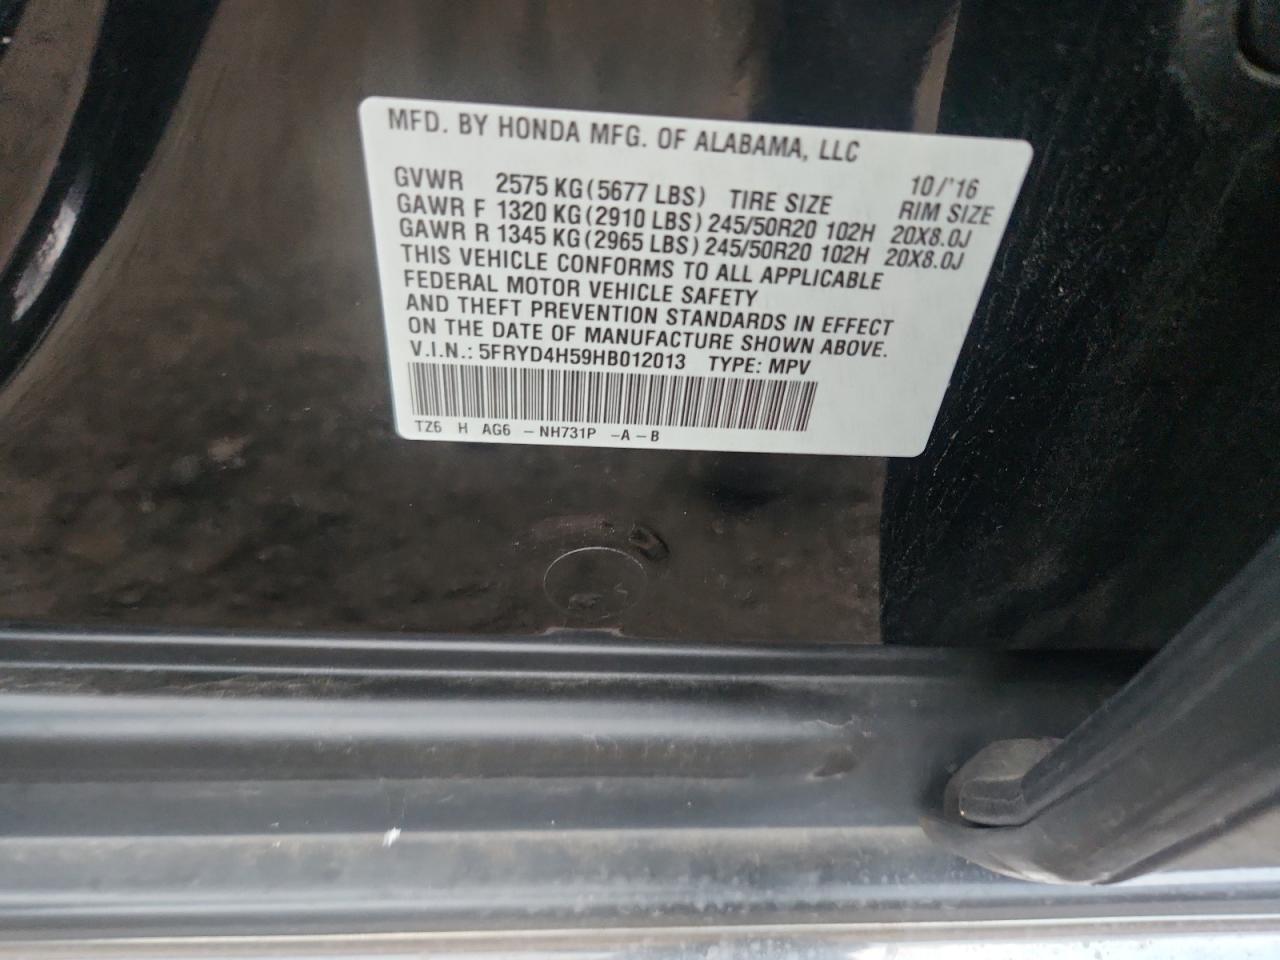 MFD. BY HONDA MFG. OF ALABAMA, LLC
10/'16
GVWR 2575 KG (5677 LBS) TIRE SIZE RIM SIZE
GAWR F 1320 KG (2910 LBS) 245/50R20 102H 20X8.0J
GAWR R 1345 KG (2965 LBS) 245/50R20 102H 20X8.0J
THIS VEHICLE CONFORMS TO ALL APPLICABLE
FEDERAL MOTOR VEHICLE SAFETY
AND THEFT PREVENTION STANDARDS IN EFFECT
ON THE DATE OF MANUFACTURE SHOWN ABOVE.
V.I.N.: 5FRYD4H59HB012013 TYPE: MPV
TZ6 H AG6 - NH731P - A - B